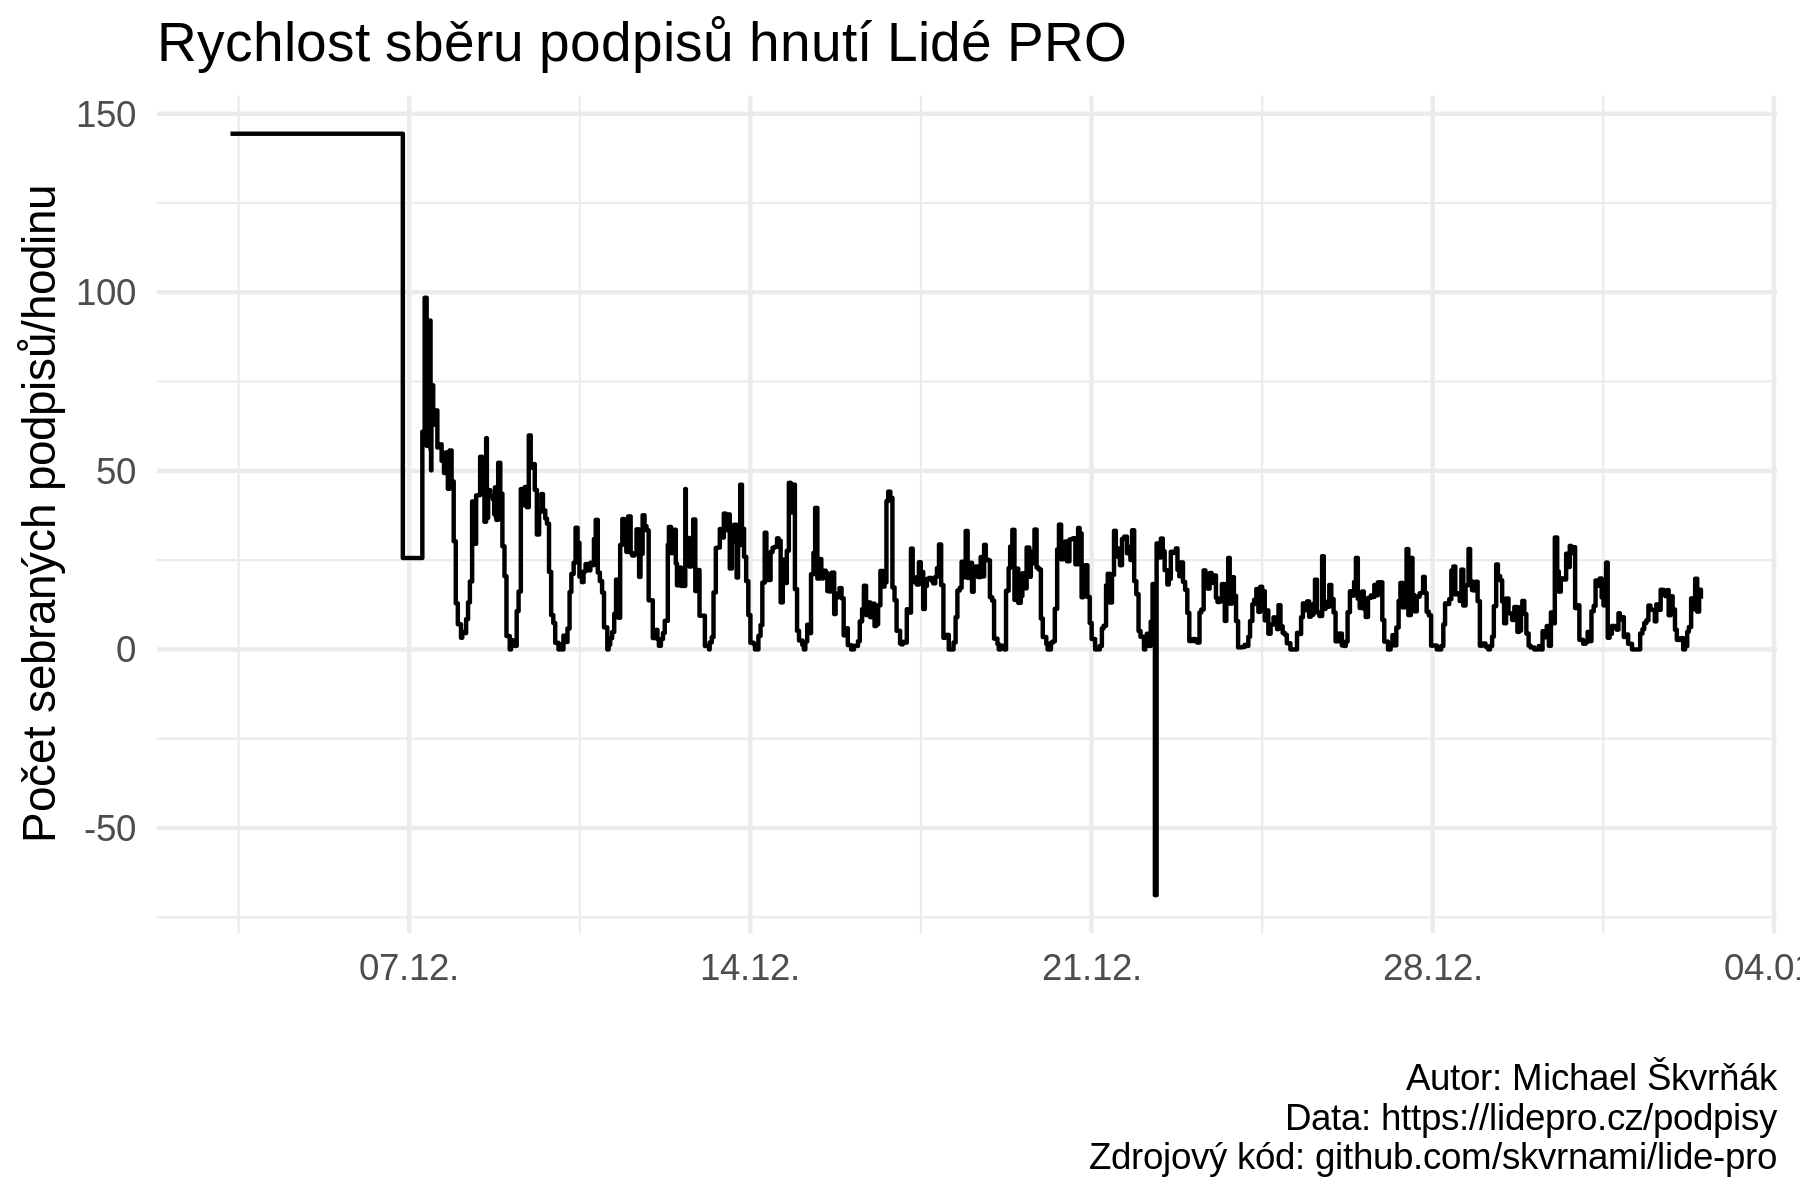 Rychlost sběru podpisů hnutí Lidé PRO
Počet sebraných podpisů/hodinu
150
100
50
0
-50
07.12.
14.12.
21.12.
28.12.
04.01
Autor: Michael Škvrňák
Data: https://lidepro.cz/podpisy
Zdrojový kód: github.com/skvrnami/lide-pro